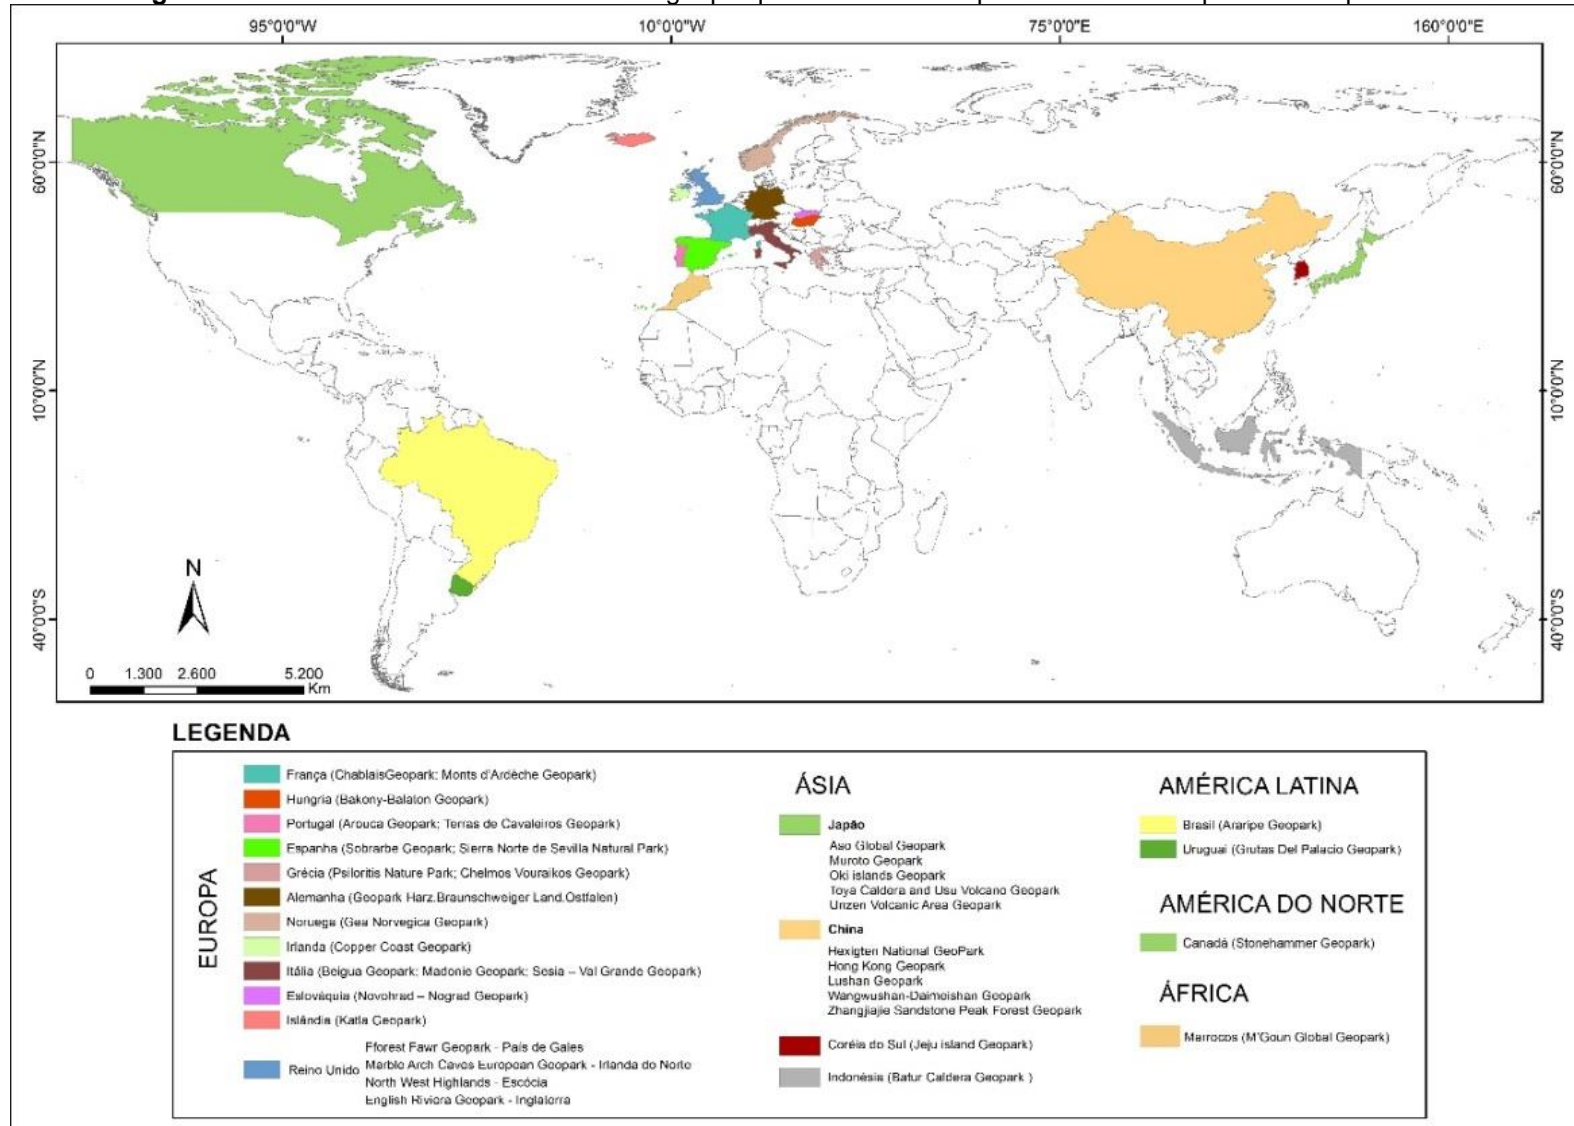 95°0'0"W 10°0'0"W 75°0'0"E 160°0'0"E
60°0'0"N 60°0'0"N
10°0'0"N 10°0'0"N
40°0'0"S 40°0'0"S
N
0 1.300 2.600 5.200
Km
LEGENDA
EUROPA
França (ChablaisGeopark; Monts d'Ardèche Geopark)
Hungria (Bakony-Balaton Geopark)
Portugal (Arouca Geopark; Terras de Cavaleiros Geopark)
Espanha (Sobrarbe Geopark; Sierra Norte de Sevilla Natural Park)
Grécia (Psiloritis Nature Park; Chelmos Vouraikos Geopark)
Alemanha (Geopark Harz.Braunschweiger Land.Ostfalen)
Noruega (Gea Norvegica Geopark)
Irlanda (Copper Coast Geopark)
Itália (Beigua Geopark; Madonie Geopark; Sesia – Val Grande Geopark)
Eslováquia (Novohrad – Nograd Geopark)
Islândia (Katla Geopark)
Reino Unido
Fforest Fawr Geopark - País de Gales
Marble Arch Caves European Geopark - Irlanda do Norte
North West Highlands - Escócia
English Riviera Geopark - Inglaterra
ÁSIA
Japão
Aso Global Geopark
Muroto Geopark
Oki islands Geopark
Toya Caldera and Usu Volcano Geopark
Unzen Volcanic Area Geopark
China
Hexigten National GeoPark
Hong Kong Geopark
Lushan Geopark
Wangwushan-Daimeishan Geopark
Zhangjiajie Sandstone Peak Forest Geopark
Coréia do Sul (Jeju island Geopark)
Indonésia (Batur Caldera Geopark )
AMÉRICA LATINA
Brasil (Araripe Geopark)
Uruguai (Grutas Del Palacio Geopark)
AMÉRICA DO NORTE
Canadá (Stonehammer Geopark)
ÁFRICA
Marrocos (M'Goun Global Geopark)